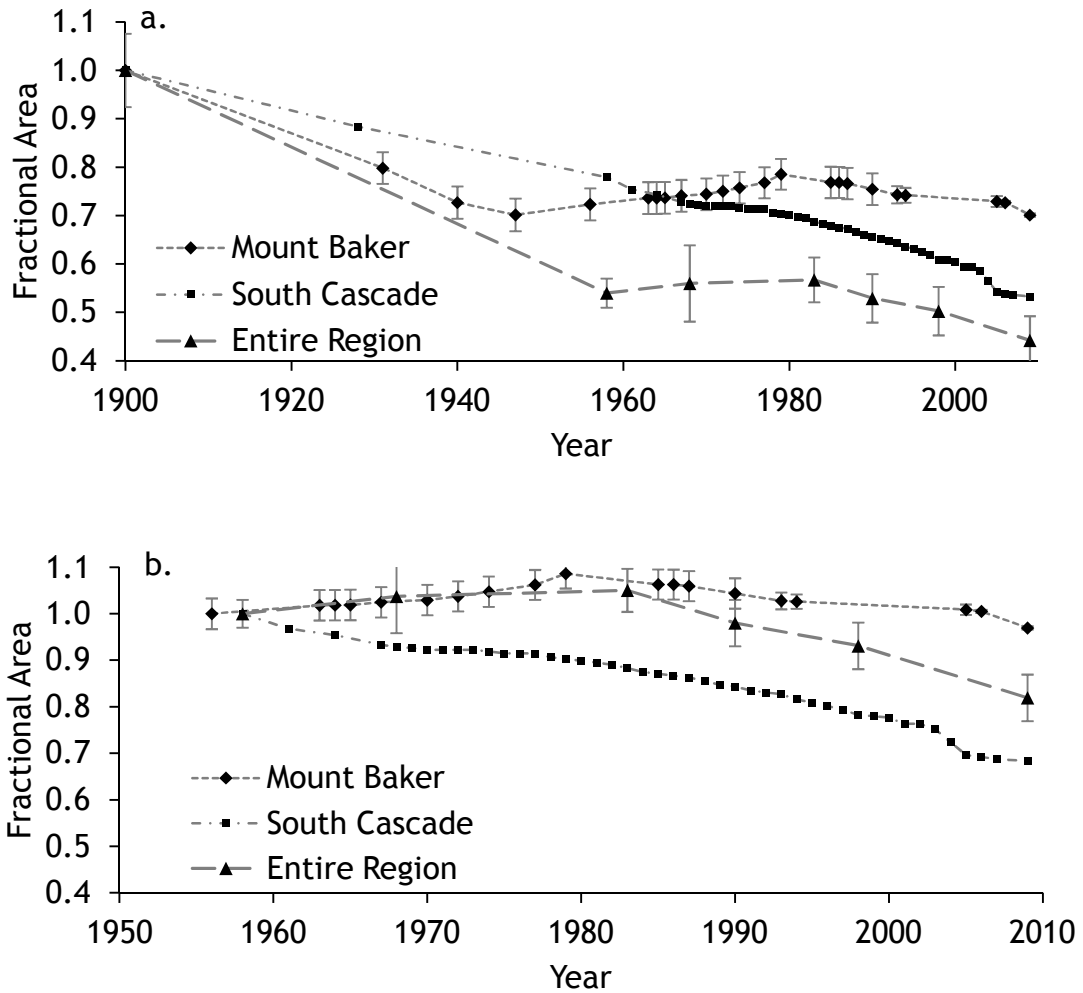 a.
1.1
1.0
0.9
0.8
0.7
0.6
0.5
0.4
Fractional Area
Mount Baker
South Cascade
Entire Region
1900 1920 1940 1960 1980 2000
Year
b.
1.1
1.0
0.9
0.8
0.7
0.6
0.5
0.4
Fractional Area
Mount Baker
South Cascade
Entire Region
1950 1960 1970 1980 1990 2000 2010
Year